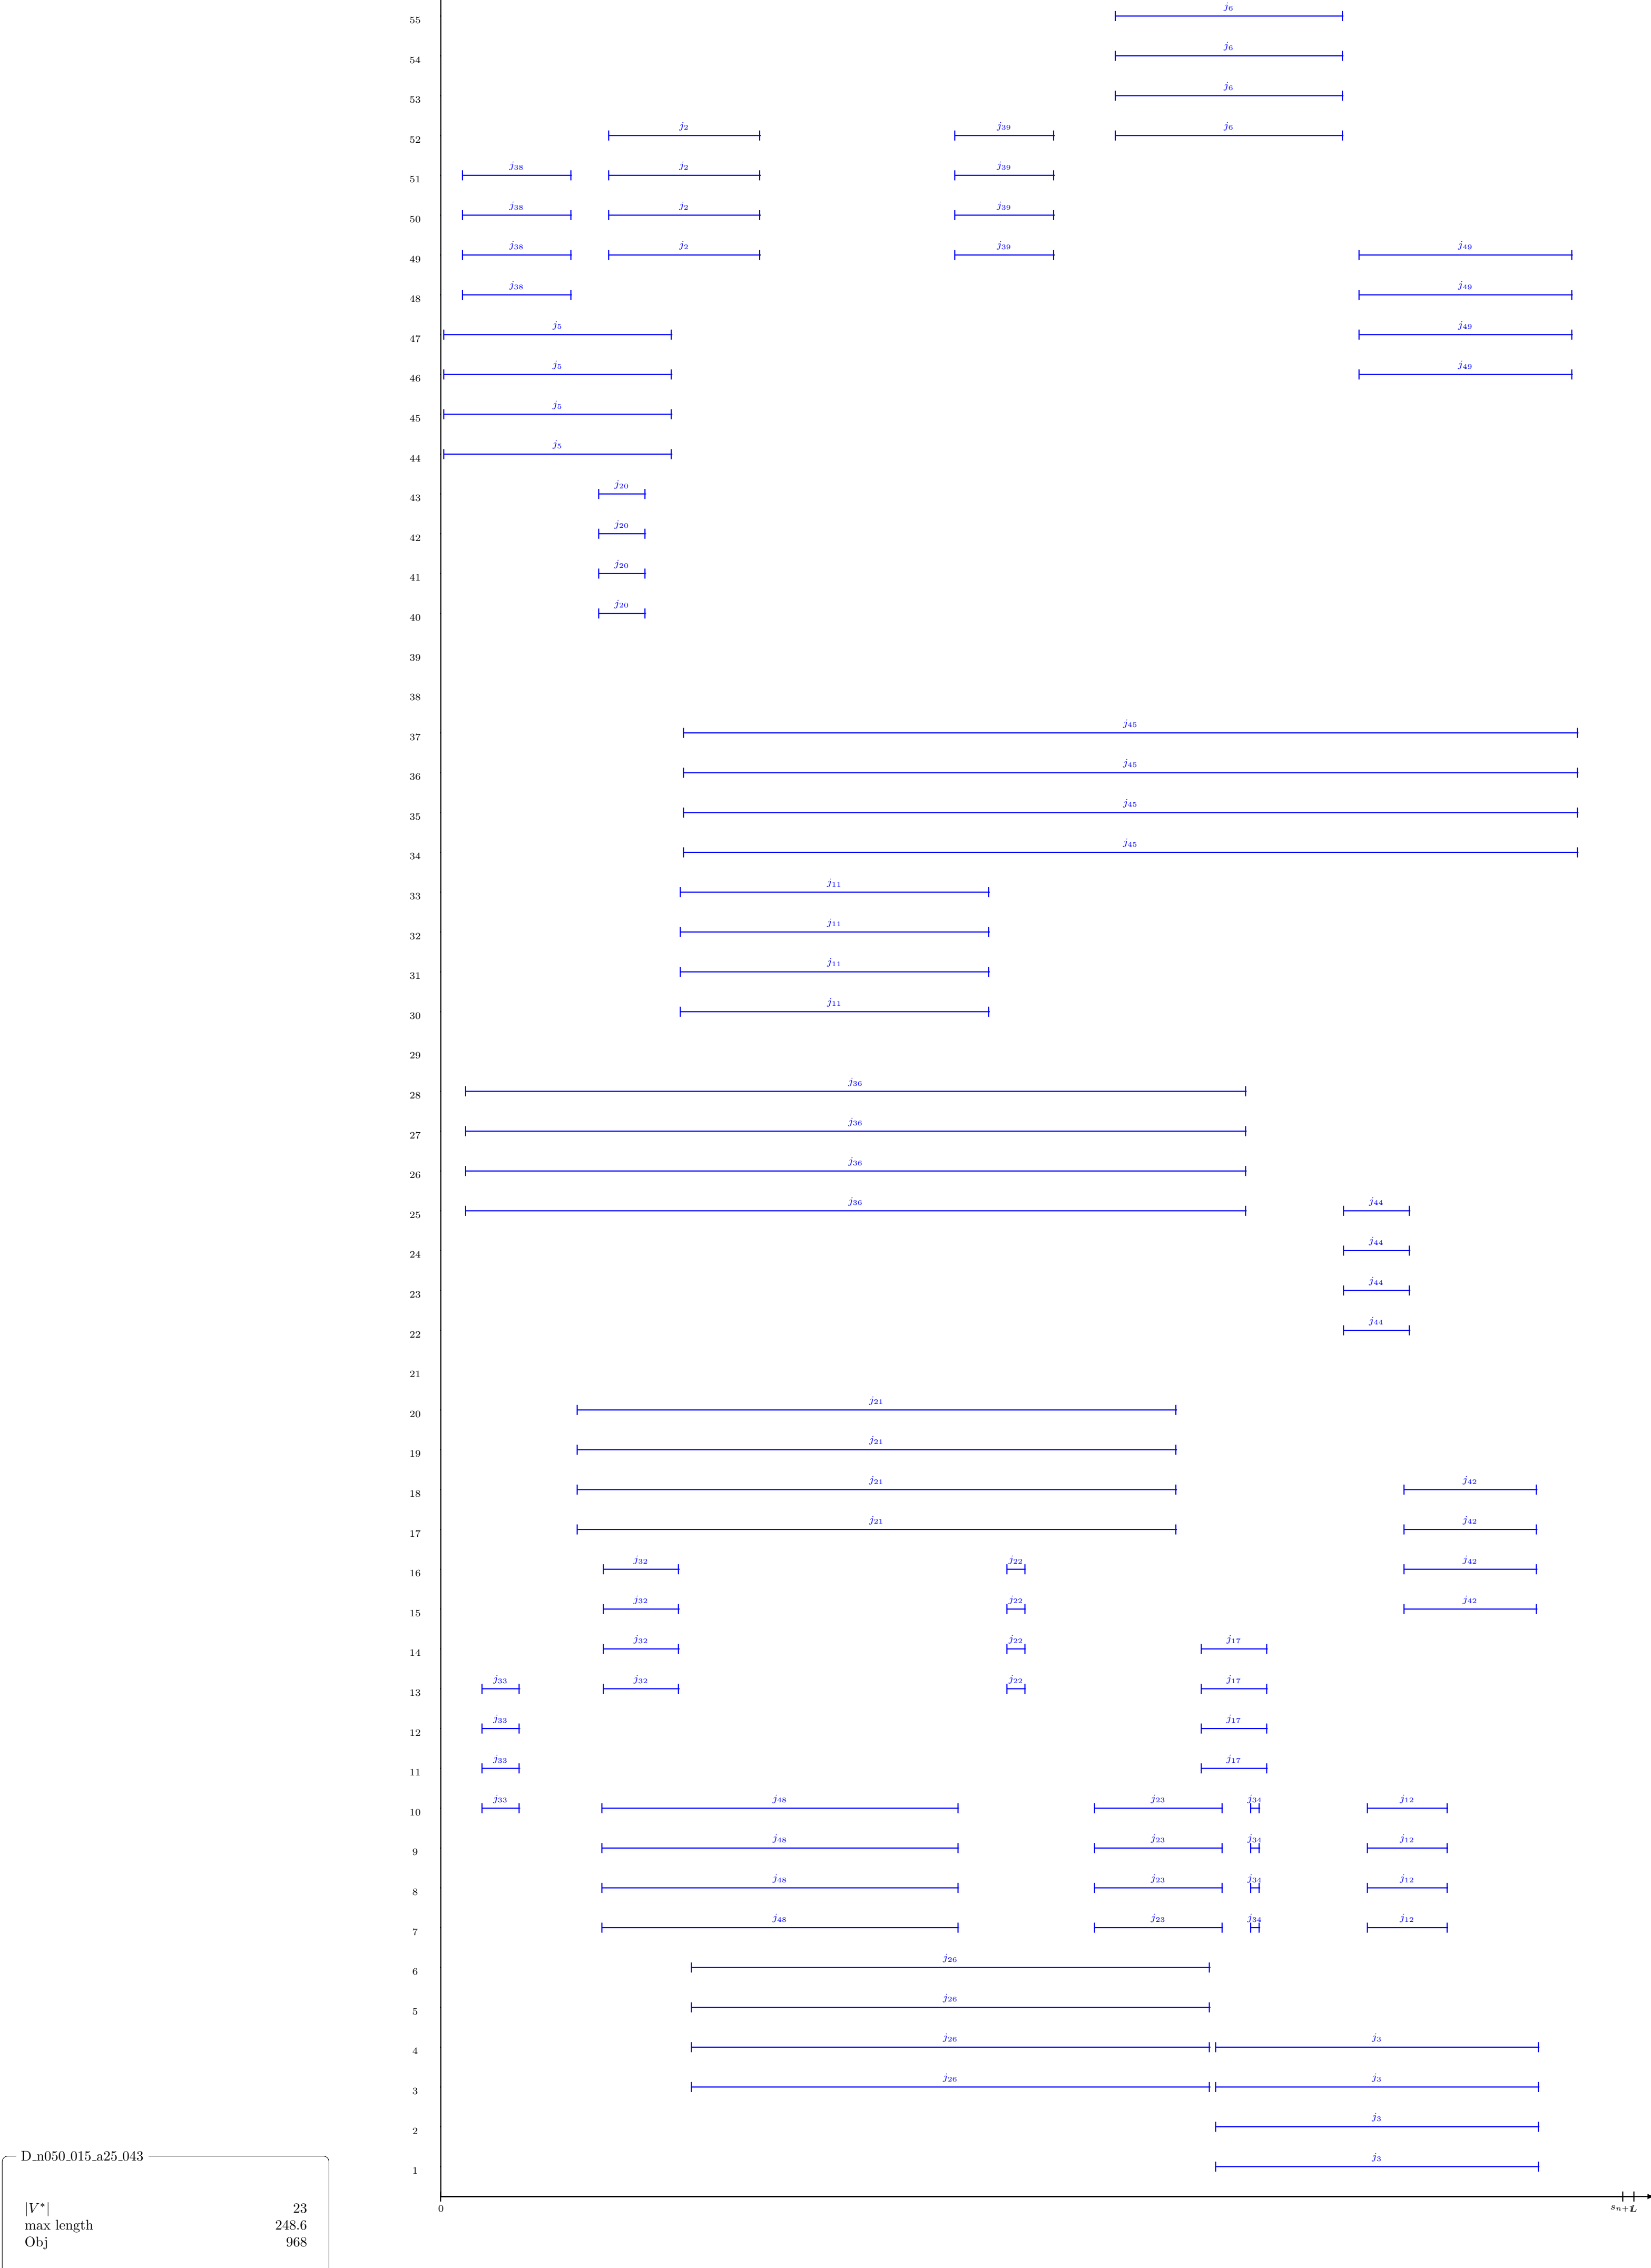 55 j6
54 j6
53 j6
52 j2 j39 j6
51 j38 j2 j39
50 j38 j2 j39
49 j38 j2 j39 j49
48 j38 j49
47 j5 j49
46 j5 j49
45 j5
44 j5
43 j20
42 j20
41 j20
40 j20
39
38
37 j45
36 j45
35 j45
34 j45
33 j11
32 j11
31 j11
30 j11
29
28 j36
27 j36
26 j36
25 j36 j44
24 j44
23 j44
22 j44
21
20 j21
19 j21
18 j21 j42
17 j21 j42
16 j32 j22 j42
15 j32 j22 j42
14 j32 j22 j17
13 j33 j32 j22 j17
12 j33 j17
11 j33 j17
10 j33 j48 j23 j34 j12
9 j48 j23 j34 j12
8 j48 j23 j34 j12
7 j48 j23 j34 j12
6 j26
5 j26
4 j26 j3
3 j26 j3
2 j3
1 j3
0 sn+1 L
D_n050_015_a25_043
|V*| 23
max length 248.6
Obj 968